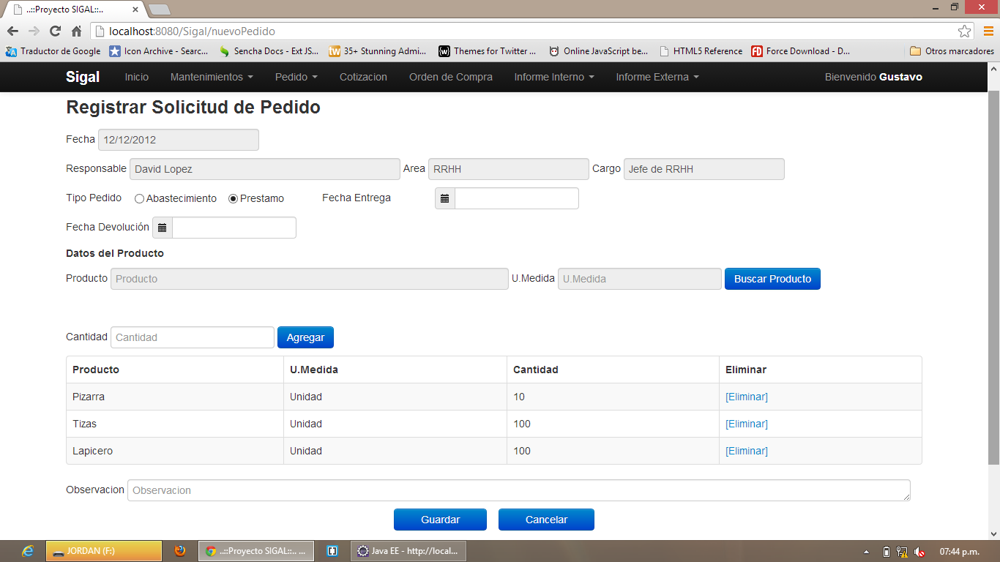 ..::Proyecto SIGAL::..
localhost:8080/Sigal/nuevoPedido
Traductor de Google Icon Archive - Searc... Sencha Docs - Ext JS... 35+ Stunning Admi... Themes for Twitter ... Online JavaScript be... HTML5 Reference Force Download - D... Otros marcadores
Sigal Inicio Mantenimientos Pedido Cotizacion Orden de Compra Informe Interno Informe Externa Bienvenido Gustavo
Registrar Solicitud de Pedido
Fecha 12/12/2012
Responsable David Lopez Area RRHH Cargo Jefe de RRHH
Tipo Pedido Abastecimiento Prestamo Fecha Entrega
Fecha Devolución
Datos del Producto
Producto Producto U.Medida U.Medida Buscar Producto
Cantidad Cantidad Agregar
Producto U.Medida Cantidad Eliminar
Pizarra Unidad 10 [Eliminar]
Tizas Unidad 100 [Eliminar]
Lapicero Unidad 100 [Eliminar]
Observacion Observacion
Guardar Cancelar
JORDAN (F:) ..::Proyecto SIGAL::.. ... Java EE - http://local... 07:44 p.m.